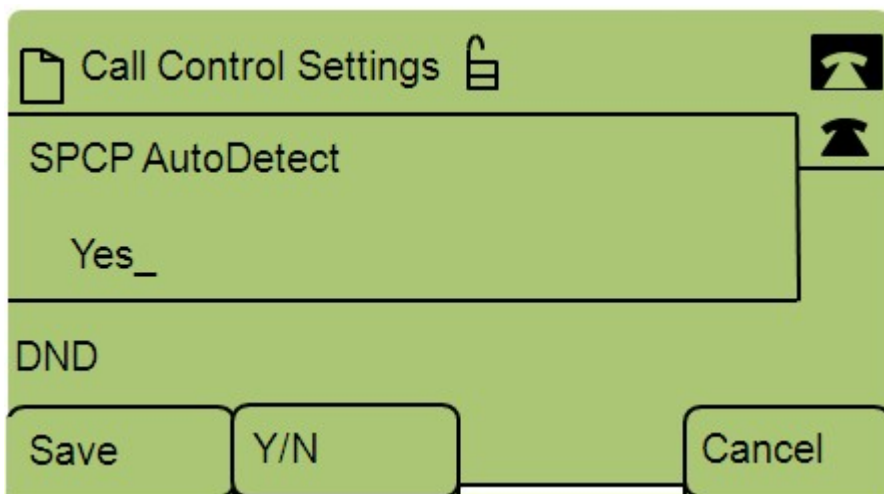 Call Control Settings
SPCP AutoDetect
Yes_
DND
Save Y/N Cancel